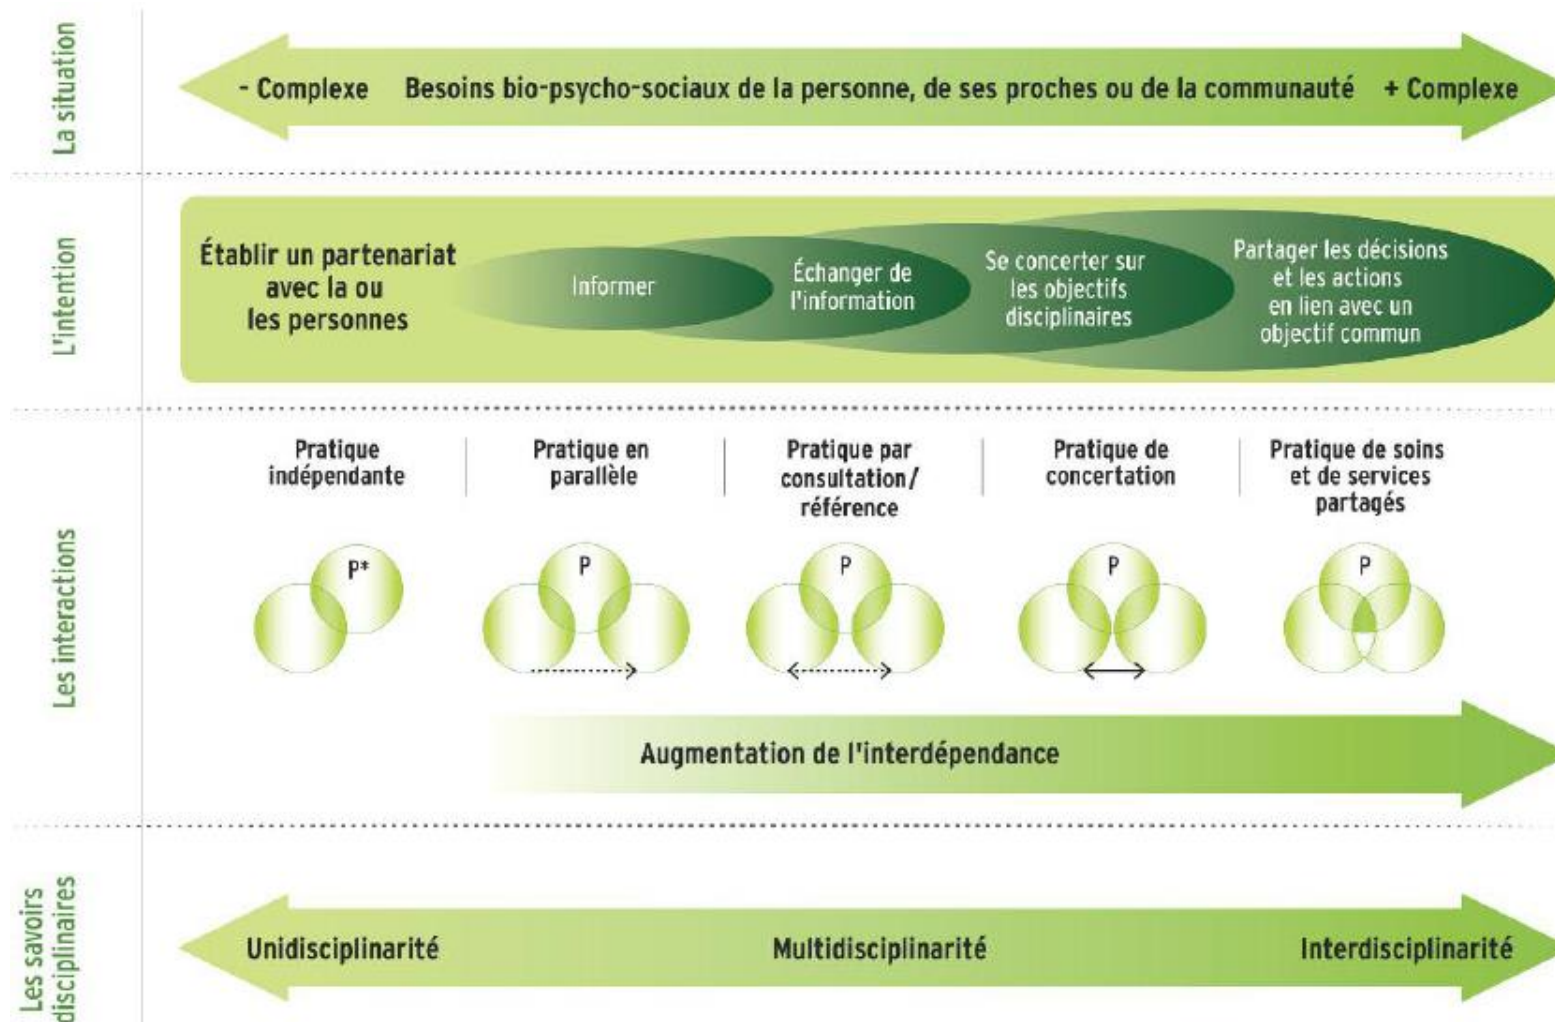 La situation
- Complexe Besoins bio-psycho-sociaux de la personne, de ses proches ou de la communauté + Complexe
L'intention
Établir un partenariat
avec la ou
les personnes
Informer
Échanger de
l'information
Se concerter sur
les objectifs
disciplinaires
Partager les décisions
et les actions
en lien avec un
objectif commun
Les interactions
Pratique
indépendante
Pratique en
parallèle
Pratique par
consultation/
référence
Pratique de
concertation
Pratique de soins
et de services
partagés
P*
P
P
P
P
Augmentation de l'interdépendance
Les savoirs
disciplinaires
Unidisciplinarité Multidisciplinarité Interdisciplinarité